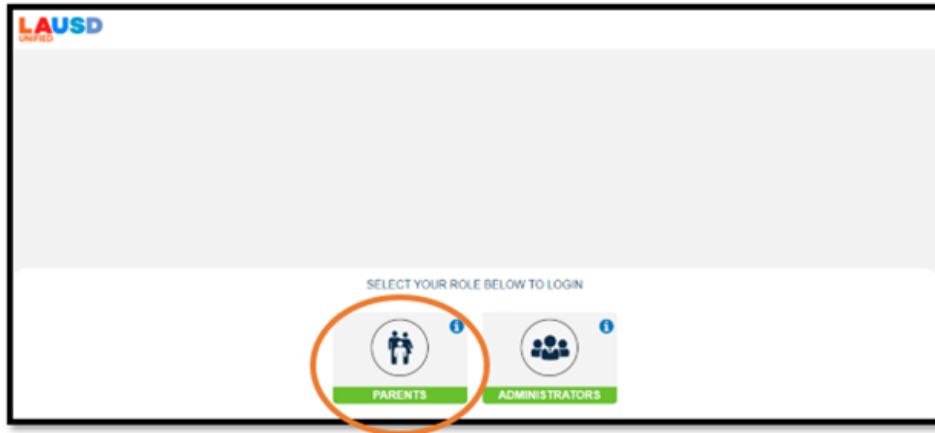 LAUSD
UNIFIED
SELECT YOUR ROLE BELOW TO LOGIN
PARENTS
ADMINISTRATORS